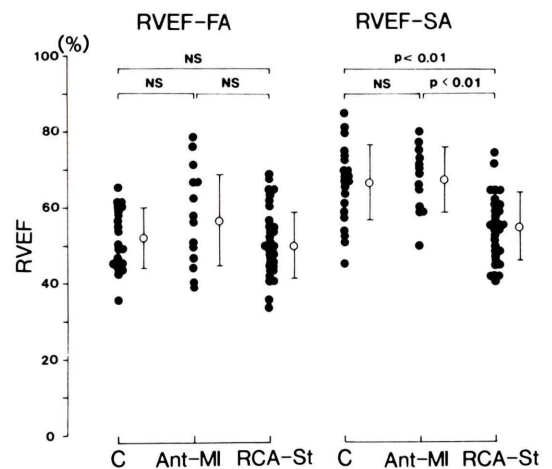 RVEF-FA RVEF-SA
(%)
100
NS p< 0.01
NS NS NS p< 0.01
80
60
RVEF
40
20
0
C Ant-MI RCA-St C Ant-MI RCA-St